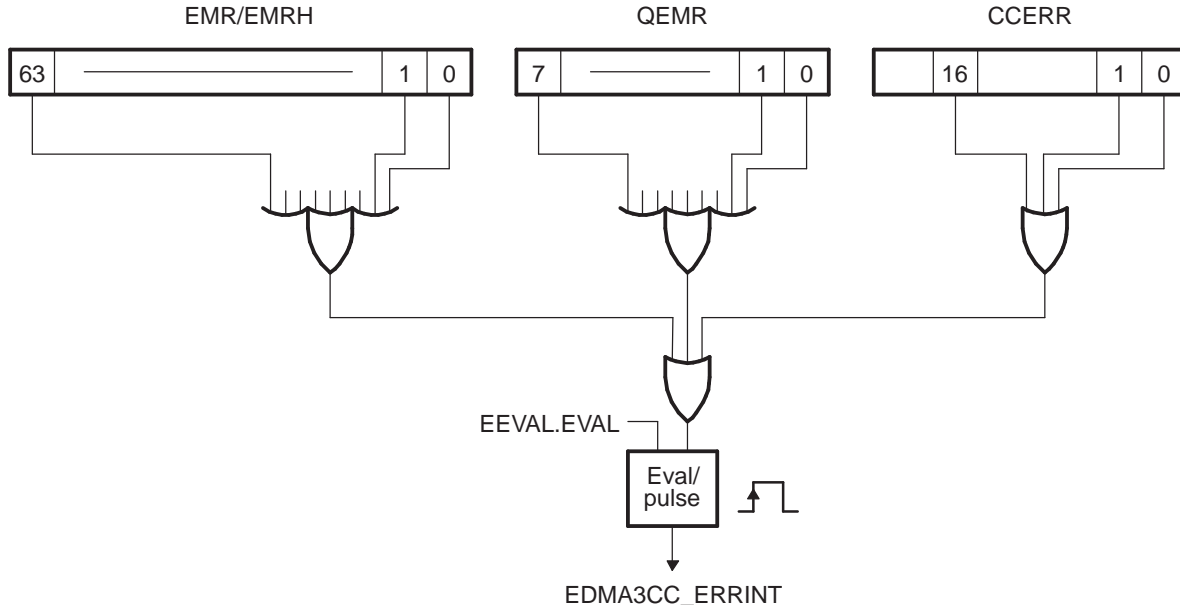 EMR/EMRH QEMR CCERR
63 1 0 7 1 0 16 1 0
EEVAL.EVAL
Eval/
pulse
EDMA3CC_ERRINT